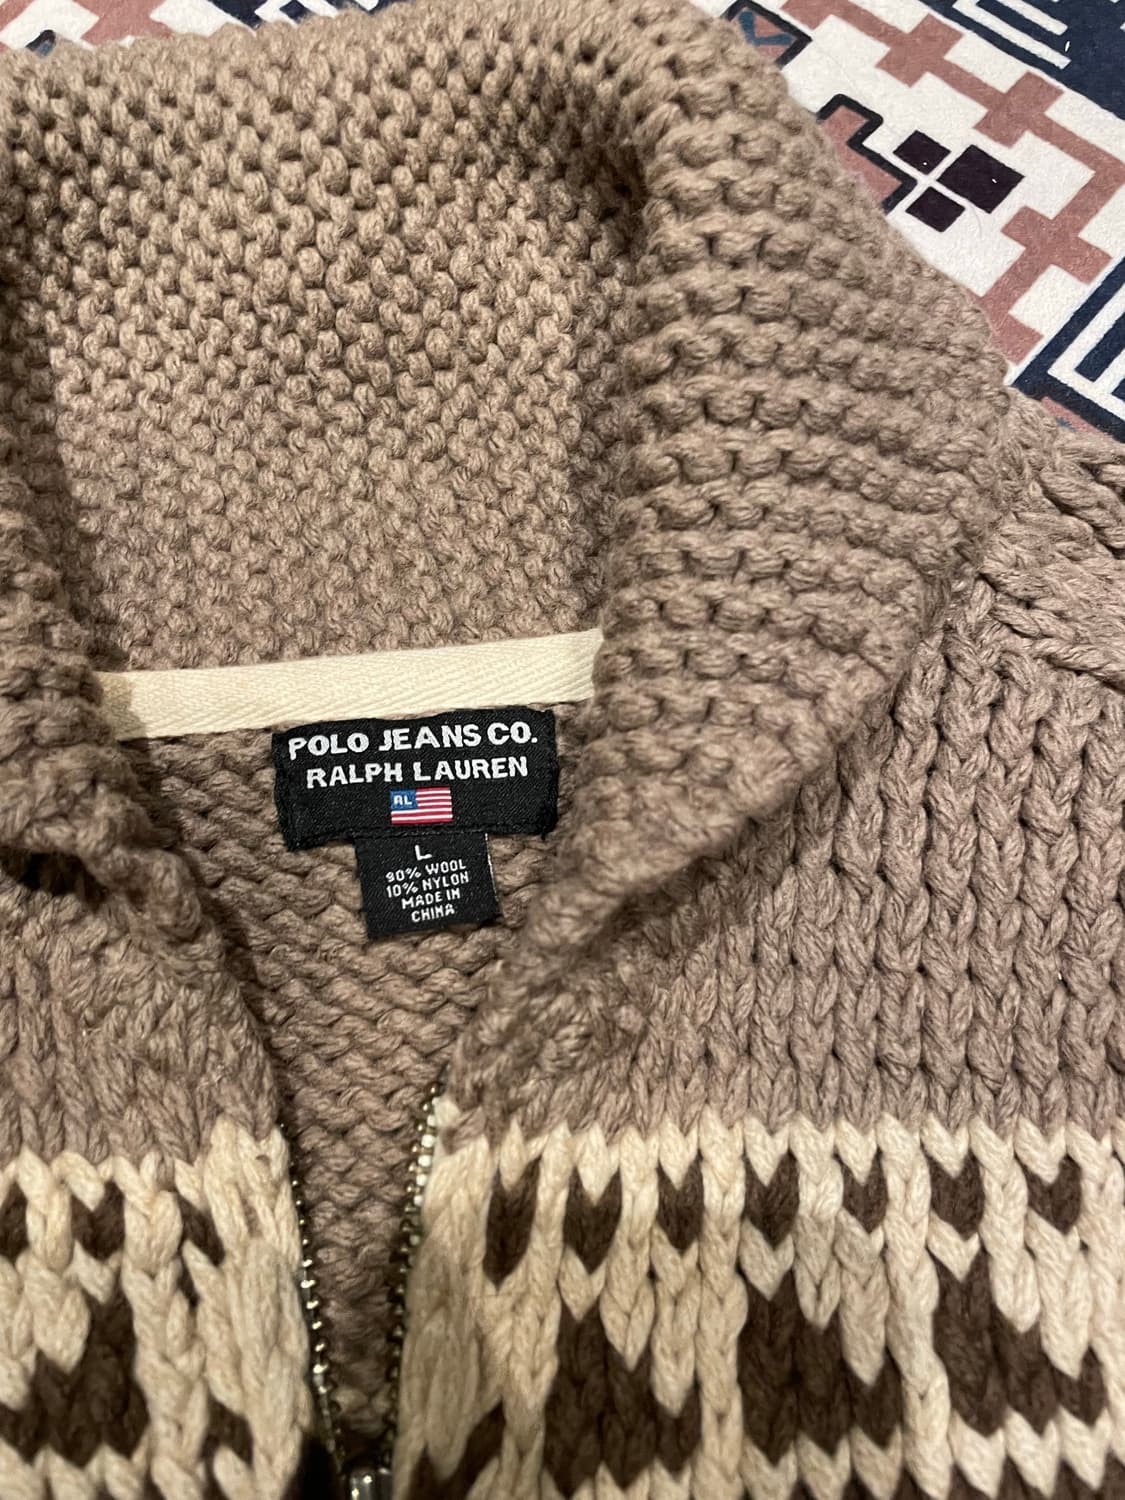 POLO JEANS CO.
RALPH LAUREN
RL
L
90% WOOL
10% NYLON
MADE IN
CHINA